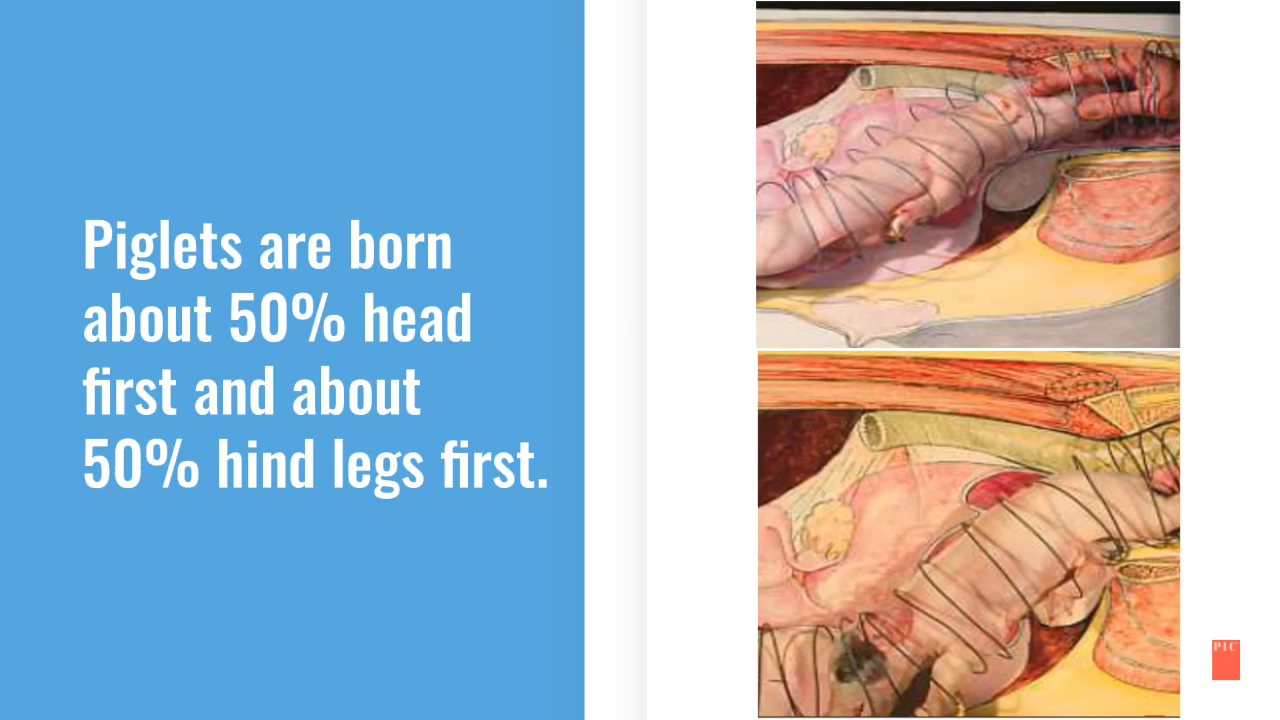 Piglets are born
about 50% head
first and about
50% hind legs first.
PIC